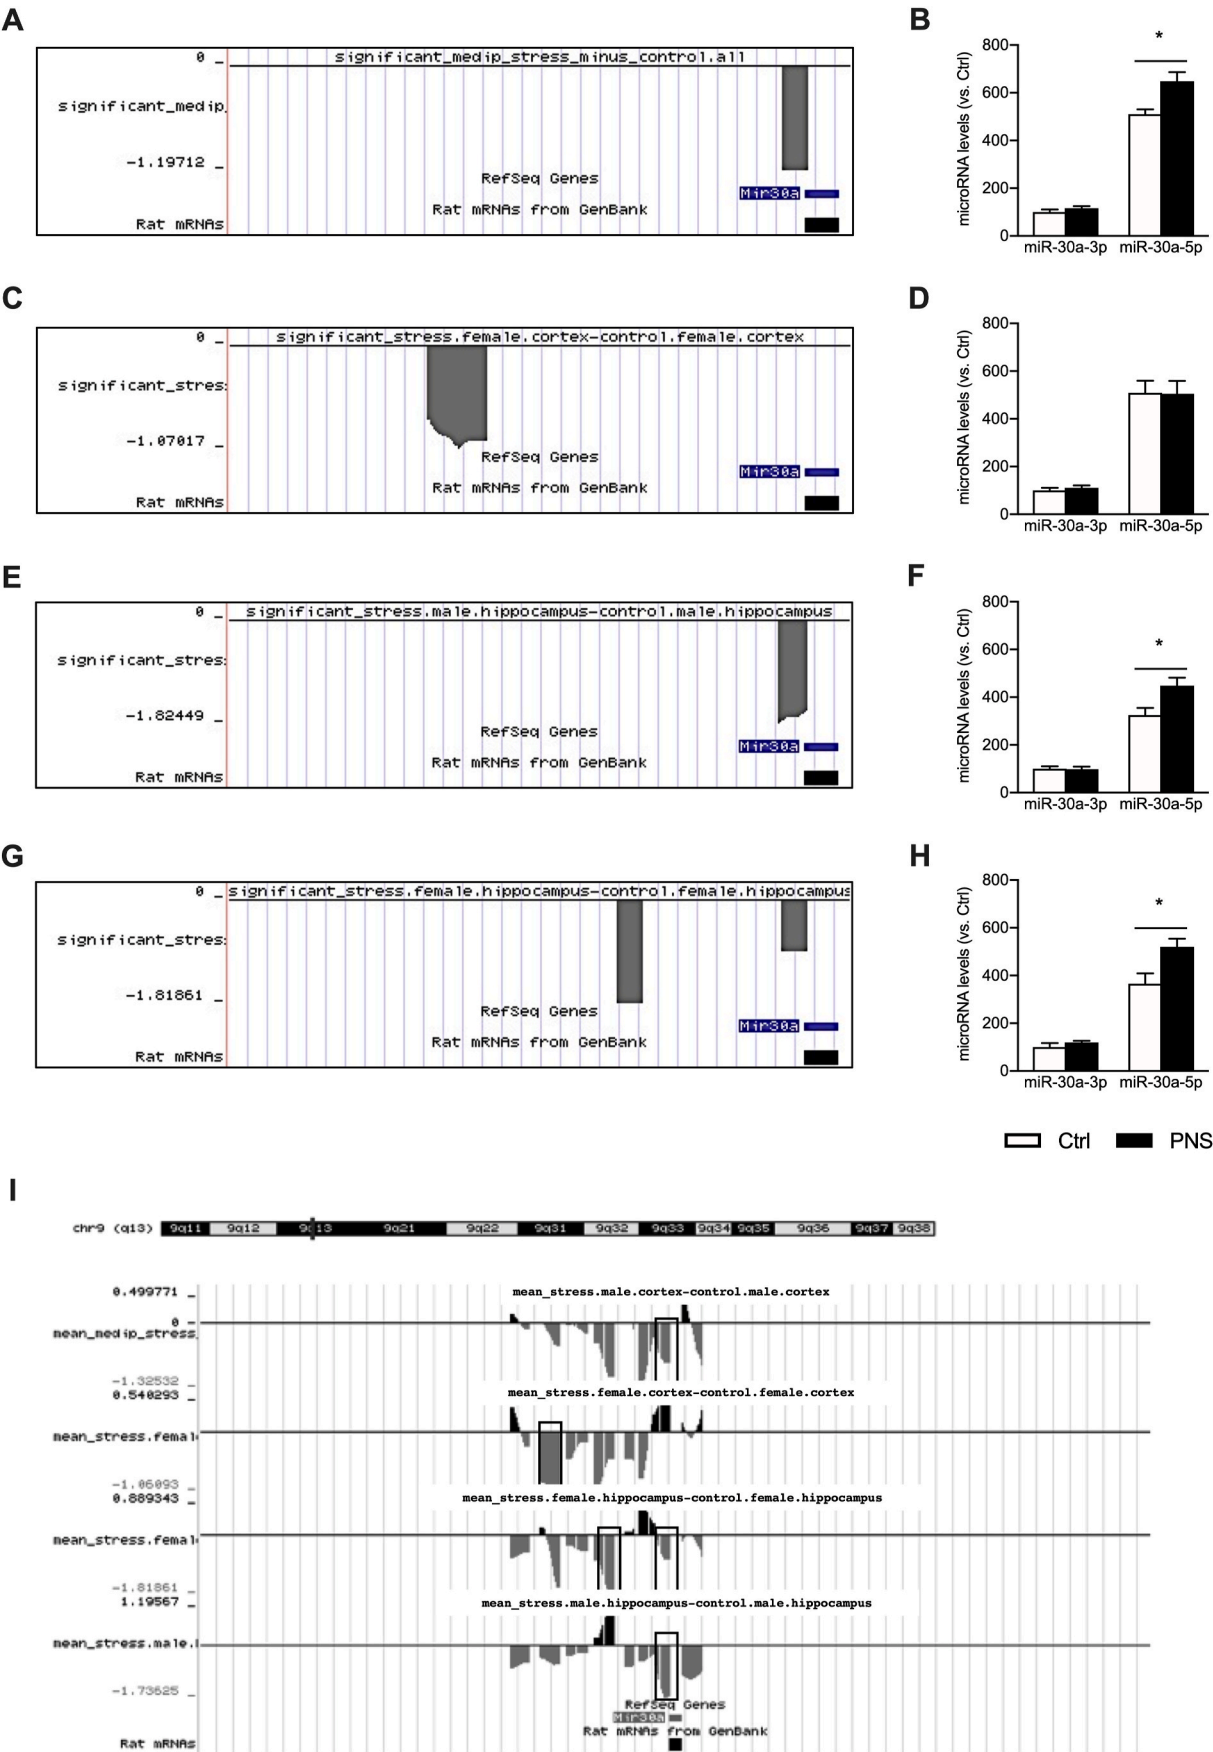 A
0 _
significant_medip_stress_minus_control.all
significant_medip_
-1.19712 _
RefSeq Genes
Mir30a
Rat mRNAs from GenBank
Rat mRNAs
B
microRNA levels (vs. Ctrl)
800
600
400
200
0
*
miR-30a-3p miR-30a-5p
C
0 _
significant_stress.female.cortex-control.female.cortex
significant_stres
-1.07017 _
RefSeq Genes
Mir30a
Rat mRNAs from GenBank
Rat mRNAs
D
microRNA levels (vs. Ctrl)
800
600
400
200
0
miR-30a-3p miR-30a-5p
E
0 _
significant_stress.male.hippocampus-control.male.hippocampus
significant_stres
-1.82449 _
RefSeq Genes
Mir30a
Rat mRNAs from GenBank
Rat mRNAs
F
microRNA levels (vs. Ctrl)
800
600
400
200
0
*
miR-30a-3p miR-30a-5p
G
0 _
significant_stress.female.hippocampus-control.female.hippocampus
significant_stres
-1.81861 _
RefSeq Genes
Mir30a
Rat mRNAs from GenBank
Rat mRNAs
H
microRNA levels (vs. Ctrl)
800
600
400
200
0
*
miR-30a-3p miR-30a-5p
Ctrl PNS
I
chr9 (q13) 9q11 9q12 9q13 9q21 9q22 9q31 9q32 9q33 9q34 9q35 9q36 9q37 9q38
0.499771 _
mean_stress.male.cortex-control.male.cortex
0 _
mean_medip_stress_
-1.32532 _
0.540293 _
mean_stress.female.cortex-control.female.cortex
mean_stress.femal
-1.06093 _
0.889343 _
mean_stress.female.hippocampus-control.female.hippocampus
mean_stress.femal
-1.81861 _
1.19567 _
mean_stress.male.hippocampus-control.male.hippocampus
mean_stress.male.
-1.73625 _
RefSeq Genes
Mir30a
Rat mRNAs from GenBank
Rat mRNAs